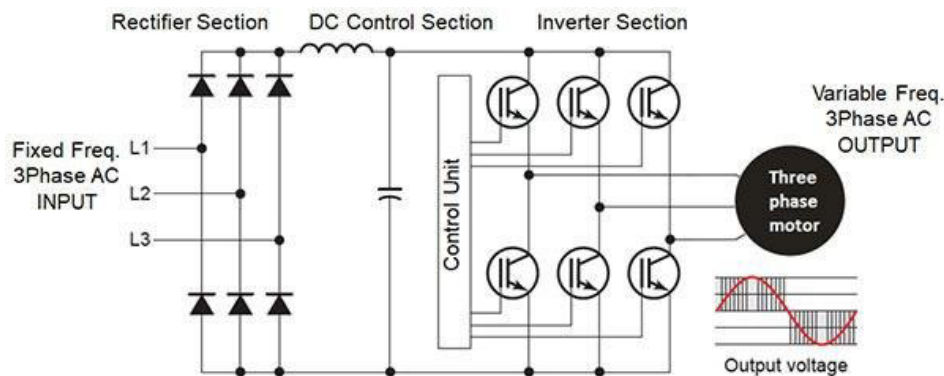 Rectifier Section
DC Control Section
Inverter Section
Fixed Freq.
3Phase AC
INPUT
L1
L2
L3
Control Unit
Variable Freq.
3Phase AC
OUTPUT
Three
phase
motor
Output voltage